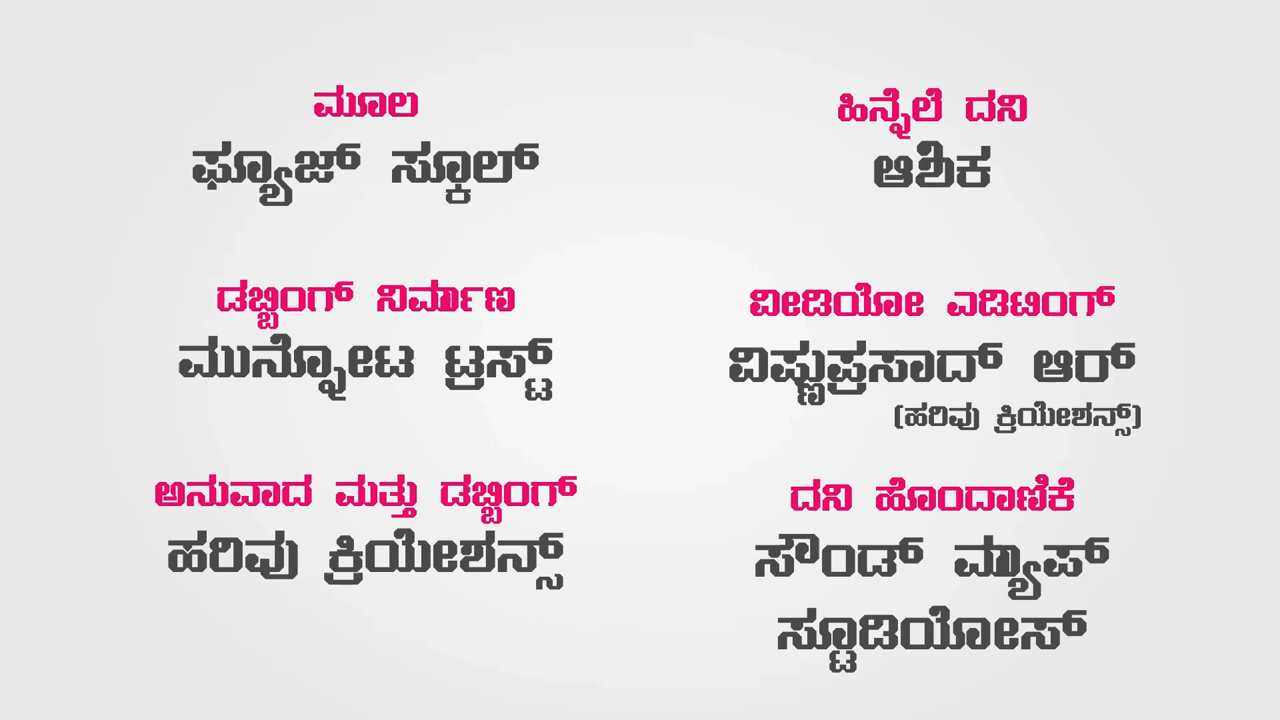 ಮೂಲ
ಫ್ಯೂಜ್ ಸ್ಕೂಲ್
ಡಬ್ಬಿಂಗ್ ನಿರ್ಮಾಣ
ಮುನ್ನೋಟ ಟ್ರಸ್ಟ್
ಅನುವಾದ ಮತ್ತು ಡಬ್ಬಿಂಗ್
ಹರಿವು ಕ್ರಿಯೇಶನ್ಸ್
ಹಿನ್ನೆಲೆ ದನಿ
ಆಶಿಕ
ವೀಡಿಯೋ ಎಡಿಟಿಂಗ್
ವಿಷ್ಣುಪ್ರಸಾದ್ ಆರ್
(ಹರಿವು ಕ್ರಿಯೇಶನ್ಸ್)
ದನಿ ಹೊಂದಾಣಿಕೆ
ಸೌಂಡ್ ಮ್ಯಾಪ್
ಸ್ಟೂಡಿಯೋಸ್